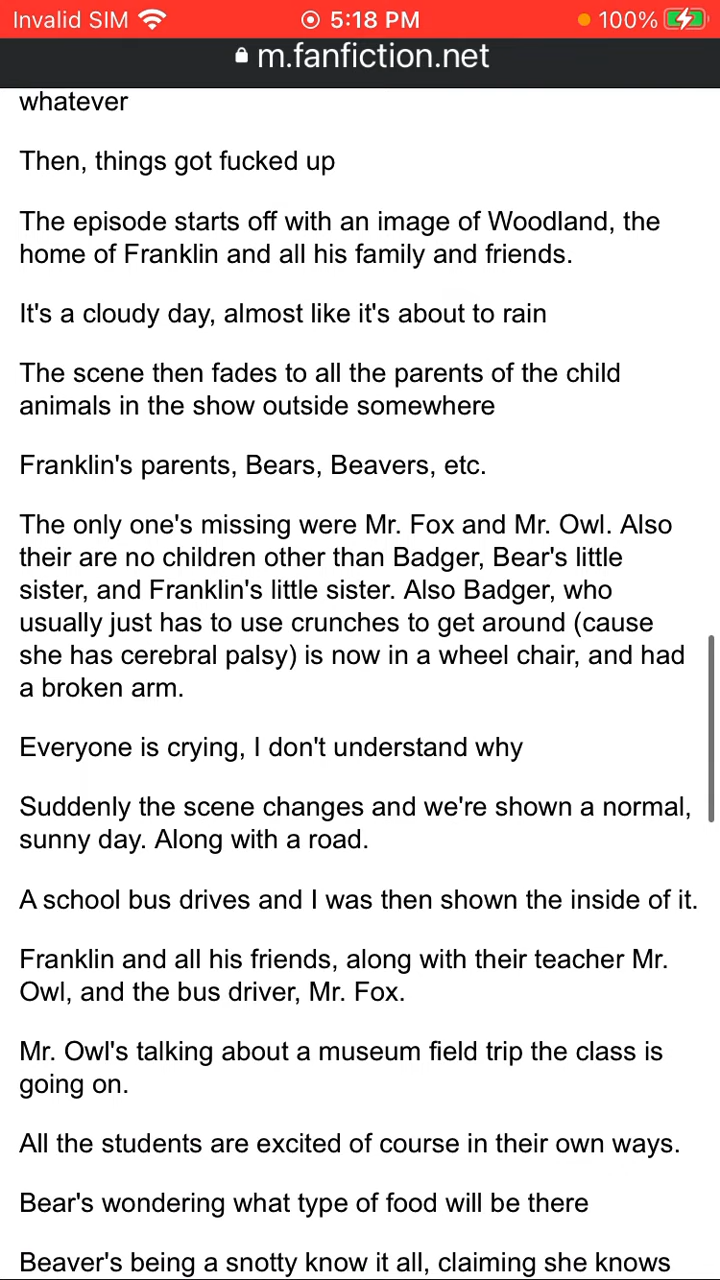 Invalid SIM 5:18 PM 100%
m.fanfiction.net
whatever
Then, things got fucked up
The episode starts off with an image of Woodland, the
home of Franklin and all his family and friends.
It's a cloudy day, almost like it's about to rain
The scene then fades to all the parents of the child
animals in the show outside somewhere
Franklin's parents, Bears, Beavers, etc.
The only one's missing were Mr. Fox and Mr. Owl. Also
their are no children other than Badger, Bear's little
sister, and Franklin's little sister. Also Badger, who
usually just has to use crunches to get around (cause
she has cerebral palsy) is now in a wheel chair, and had
a broken arm.
Everyone is crying, I don't understand why
Suddenly the scene changes and we're shown a normal,
sunny day. Along with a road.
A school bus drives and I was then shown the inside of it.
Franklin and all his friends, along with their teacher Mr.
Owl, and the bus driver, Mr. Fox.
Mr. Owl's talking about a museum field trip the class is
going on.
All the students are excited of course in their own ways.
Bear's wondering what type of food will be there
Beaver's being a snotty know it all, claiming she knows